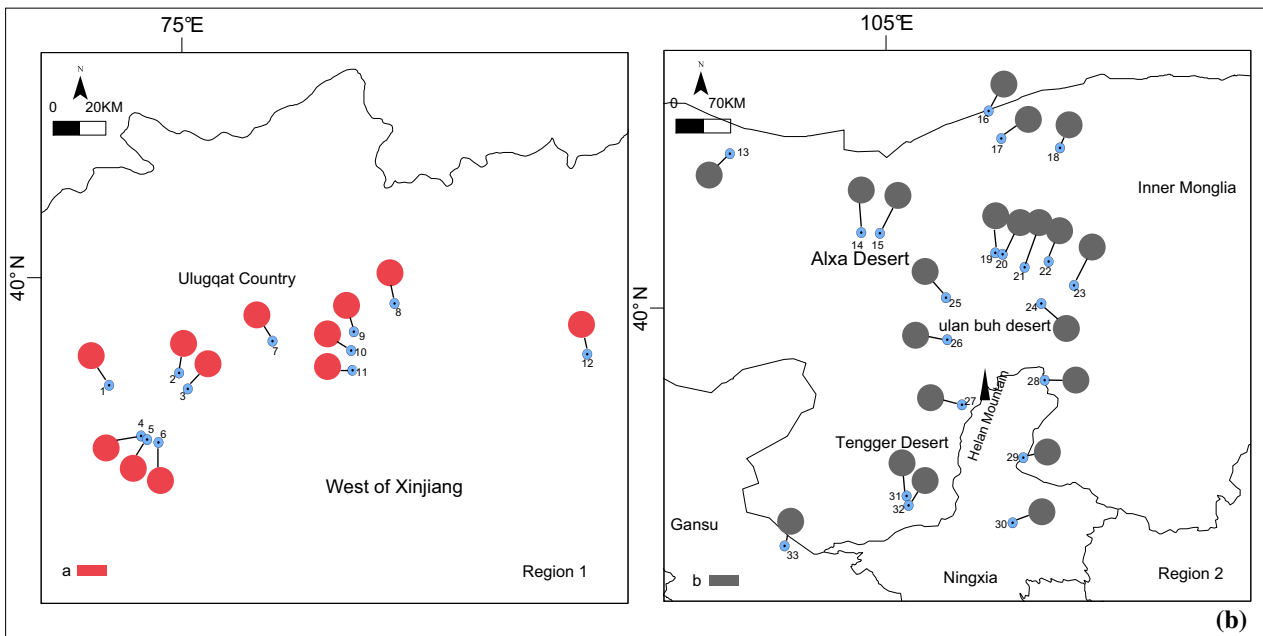 75°E
N
0 20KM
40° N
Ulugqat Country
8
9
7
10
12
2
11
1
3
4
5
6
West of Xinjiang
a
Region 1
105°E
N
0 70KM
16
17
18
13
Inner Monglia
14
15
19
20
21
22
Alxa Desert
23
25
24
40° N
ulan buh desert
26
28
27
Helan Mountain
Tengger Desert
29
31
32
30
Gansu
33
Ningxia
b
Region 2
(b)